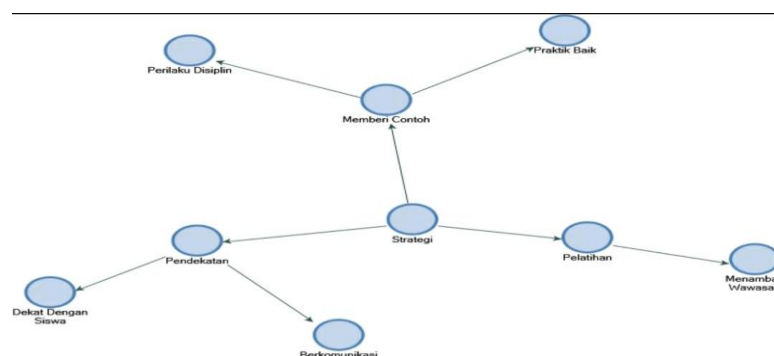 Praktik Baik
Perilaku Disiplin
Memberi Contoh
Strategi
Pendekatan
Pelatihan
Menamba
Wawasa
Dekat Dengan
Siswa
Berkomunikasi